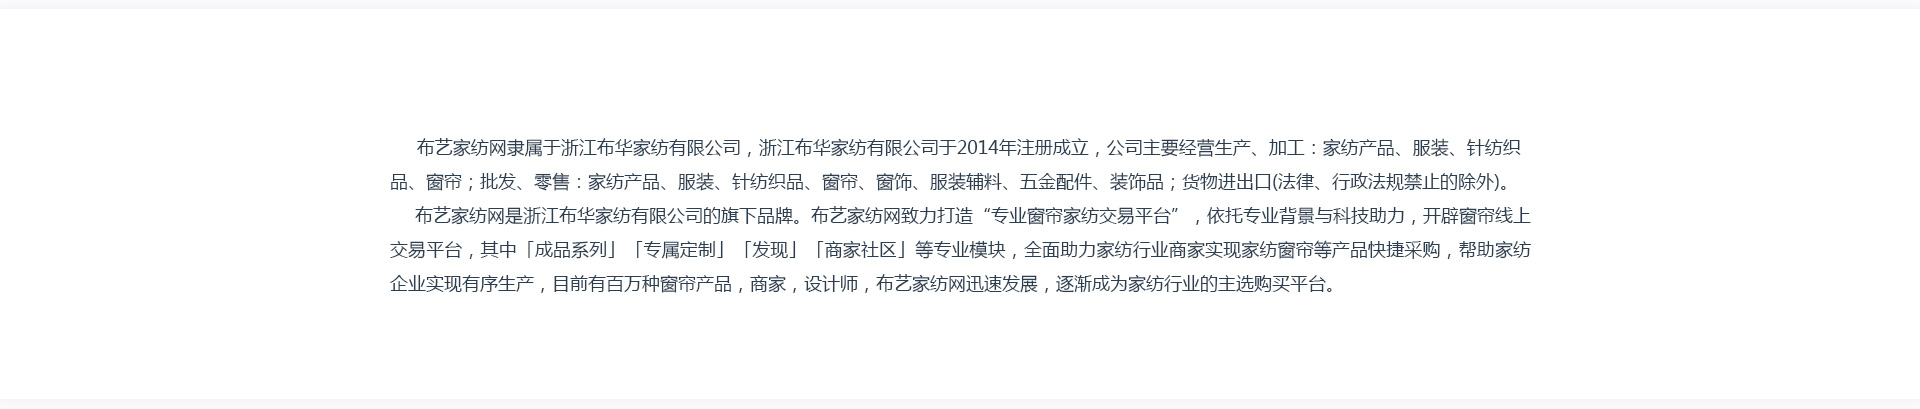 布艺家纺网隶属于浙江布华家纺有限公司，浙江布华家纺有限公司于2014年注册成立，公司主要经营生产、加工：家纺产品、服装、针纺织
品、窗帘；批发、零售：家纺产品、服装、针纺织品、窗帘、窗饰、服装辅料、五金配件、装饰品；货物进出口(法律、行政法规禁止的除外)。
布艺家纺网是浙江布华家纺有限公司的旗下品牌。布艺家纺网致力打造“专业窗帘家纺交易平台”，依托专业背景与科技助力，开辟窗帘线上
交易平台，其中「成品系列」「专属定制」「发现」「商家社区」等专业模块，全面助力家纺行业商家实现家纺窗帘等产品快捷采购，帮助家纺
企业实现有序生产，目前有百万种窗帘产品，商家，设计师，布艺家纺网迅速发展，逐渐成为家纺行业的主选购买平台。